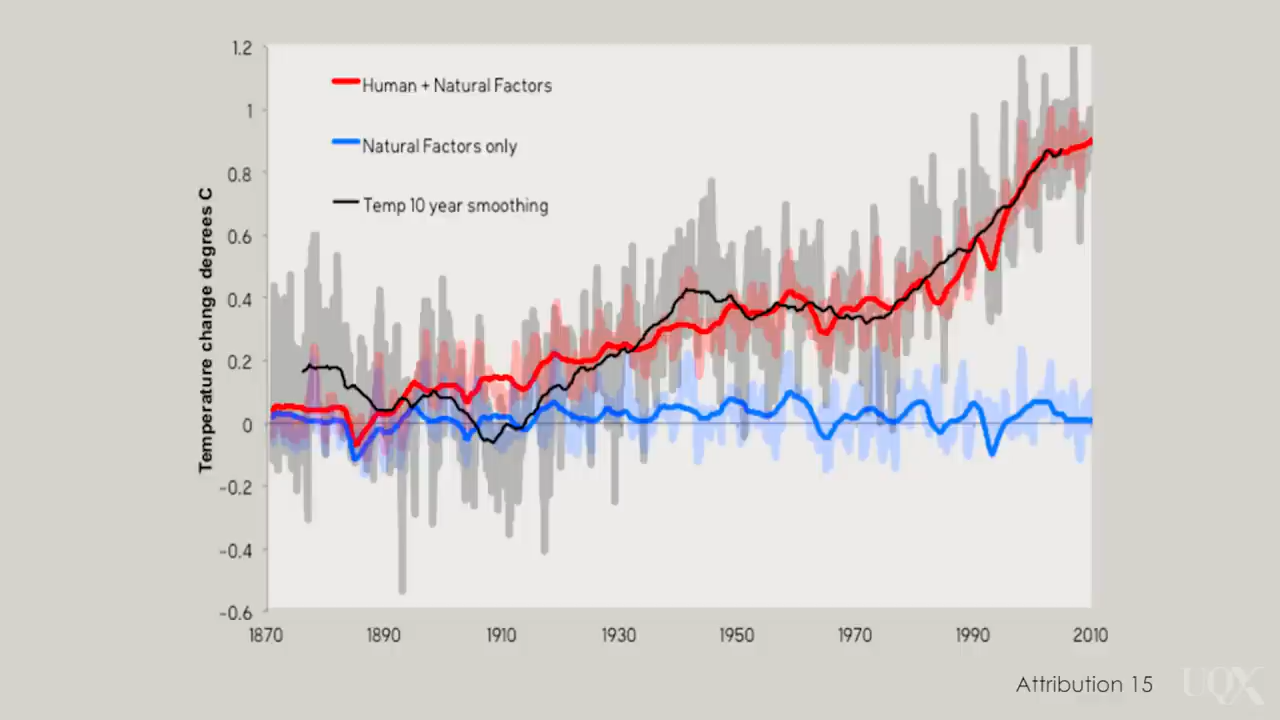 1.2
Human + Natural Factors
1
Natural Factors only
0.8
Temp 10 year smoothing
0.6
0.4
0.2
0
-0.2
-0.4
-0.6
Temperature change degrees C
1870 1890 1910 1930 1950 1970 1990 2010
Attribution 15
UQX